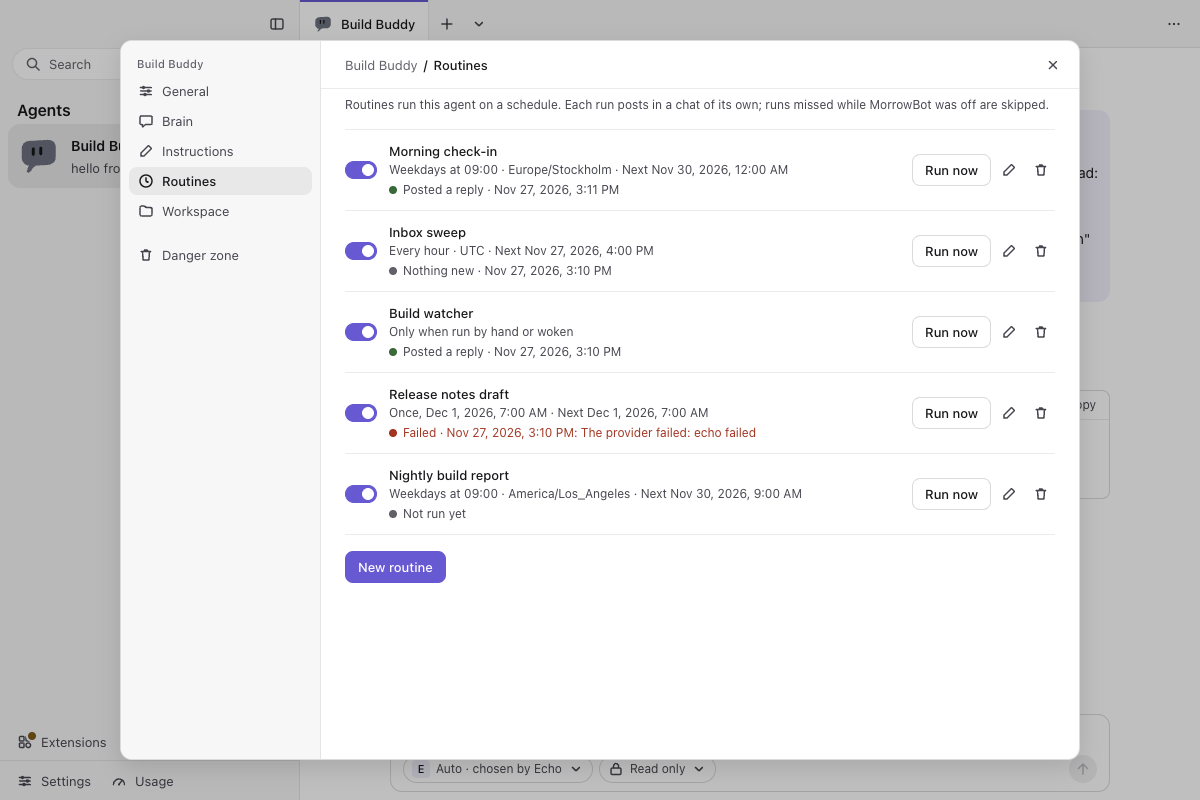 Build Buddy
Search
Agents
Build Bu
hello fro
Extensions
Settings
Usage
Build Buddy
General
Brain
Instructions
Routines
Workspace
Danger zone
Build Buddy / Routines
Routines run this agent on a schedule. Each run posts in a chat of its own; runs missed while MorrowBot was off are skipped.
Morning check-in
Weekdays at 09:00 · Europe/Stockholm · Next Nov 30, 2026, 12:00 AM
Posted a reply · Nov 27, 2026, 3:11 PM
Run now
Inbox sweep
Every hour · UTC · Next Nov 27, 2026, 4:00 PM
Nothing new · Nov 27, 2026, 3:10 PM
Run now
Build watcher
Only when run by hand or woken
Posted a reply · Nov 27, 2026, 3:10 PM
Run now
Release notes draft
Once, Dec 1, 2026, 7:00 AM · Next Dec 1, 2026, 7:00 AM
Failed · Nov 27, 2026, 3:10 PM: The provider failed: echo failed
Run now
Nightly build report
Weekdays at 09:00 · America/Los_Angeles · Next Nov 30, 2026, 9:00 AM
Not run yet
Run now
New routine
ad:
n"
opy
E Auto · chosen by Echo
Read only